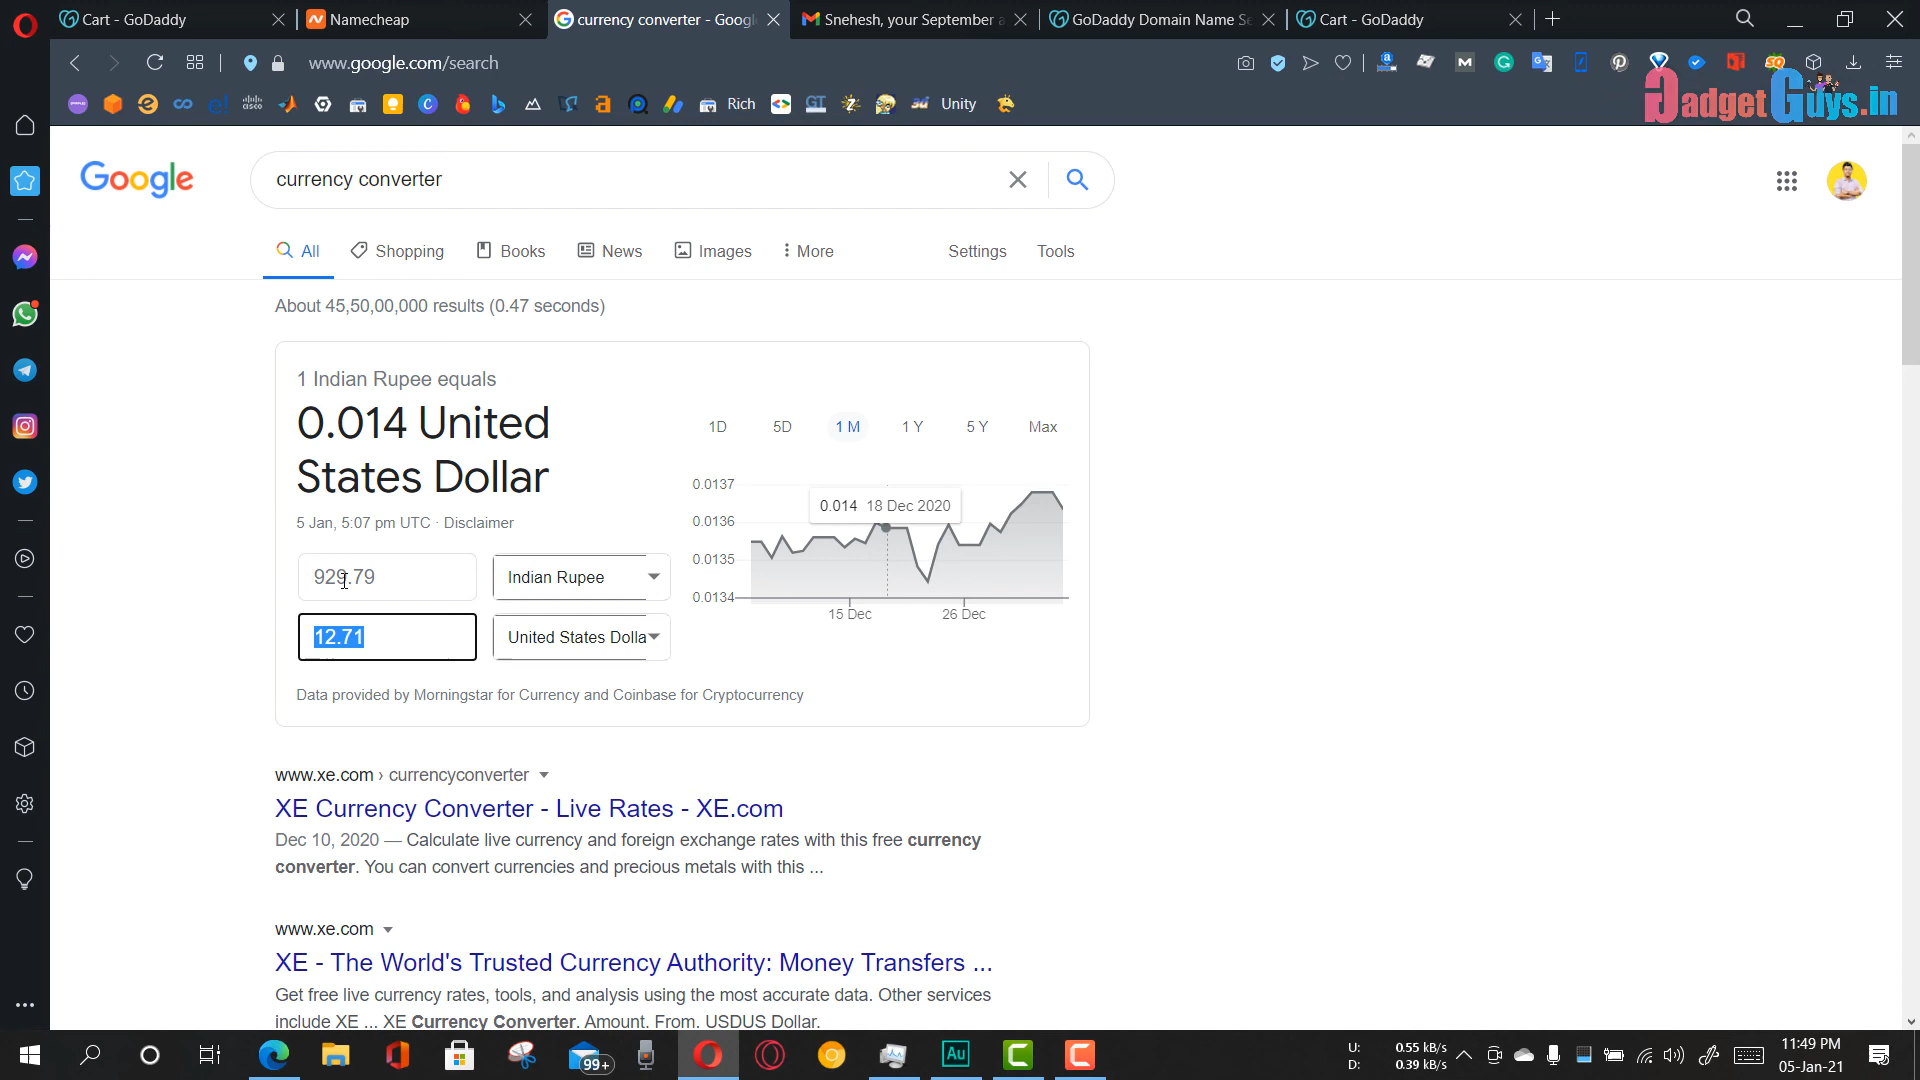 Cart - GoDaddy
Namecheap
currency converter - Googl
Snehesh, your September a
GoDaddy Domain Name Se
Cart - GoDaddy
www.google.com/search
Rich
Unity
GadgetGuys.in
Google
currency converter
All
Shopping
Books
News
Images
More
Settings
Tools
About 45,50,00,000 results (0.47 seconds)
1 Indian Rupee equals
0.014 United
States Dollar
5 Jan, 5:07 pm UTC · Disclaimer
929.79
Indian Rupee
12.71
United States Dolla
1D
5D
1 M
1 Y
5 Y
Max
0.0137
0.0136
0.0135
0.0134
0.014 18 Dec 2020
15 Dec
26 Dec
Data provided by Morningstar for Currency and Coinbase for Cryptocurrency
www.xe.com › currencyconverter
XE Currency Converter - Live Rates - XE.com
Dec 10, 2020 — Calculate live currency and foreign exchange rates with this free currency
converter. You can convert currencies and precious metals with this ...
www.xe.com
XE - The World's Trusted Currency Authority: Money Transfers ...
Get free live currency rates, tools, and analysis using the most accurate data. Other services
include XE ... XE Currency Converter. Amount. From. USDUS Dollar.
99+
Au
U: 0.55 kB/s
D: 0.39 kB/s
11:49 PM
05-Jan-21